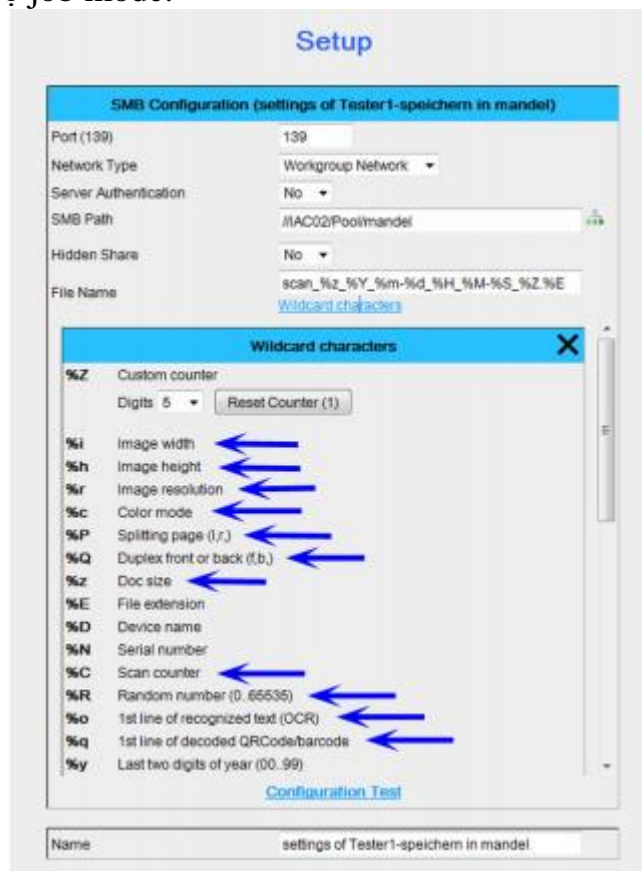 job mode.
Setup
SMB Configuration (settings of Tester1-speichern in mandel)
Port (139) 139
Network Type Workgroup Network
Server Authentication No
SMB Path //IAC02/Pool/mandel
Hidden Share No
File Name scan_%z_%Y_%m-%d_%H_%M-%S_%Z.%E
Wildcard characters
Wildcard characters
%Z Custom counter
Digits 5 Reset Counter (1)
%i Image width
%h Image height
%r Image resolution
%c Color mode
%P Splitting page (l,r,)
%Q Duplex front or back (f,b,)
%z Doc size
%E File extension
%D Device name
%N Serial number
%C Scan counter
%R Random number (0..65535)
%o 1st line of recognized text (OCR)
%q 1st line of decoded QRCode/barcode
%y Last two digits of year (00..99)
Configuration Test
Name settings of Tester1-speichern in mandel